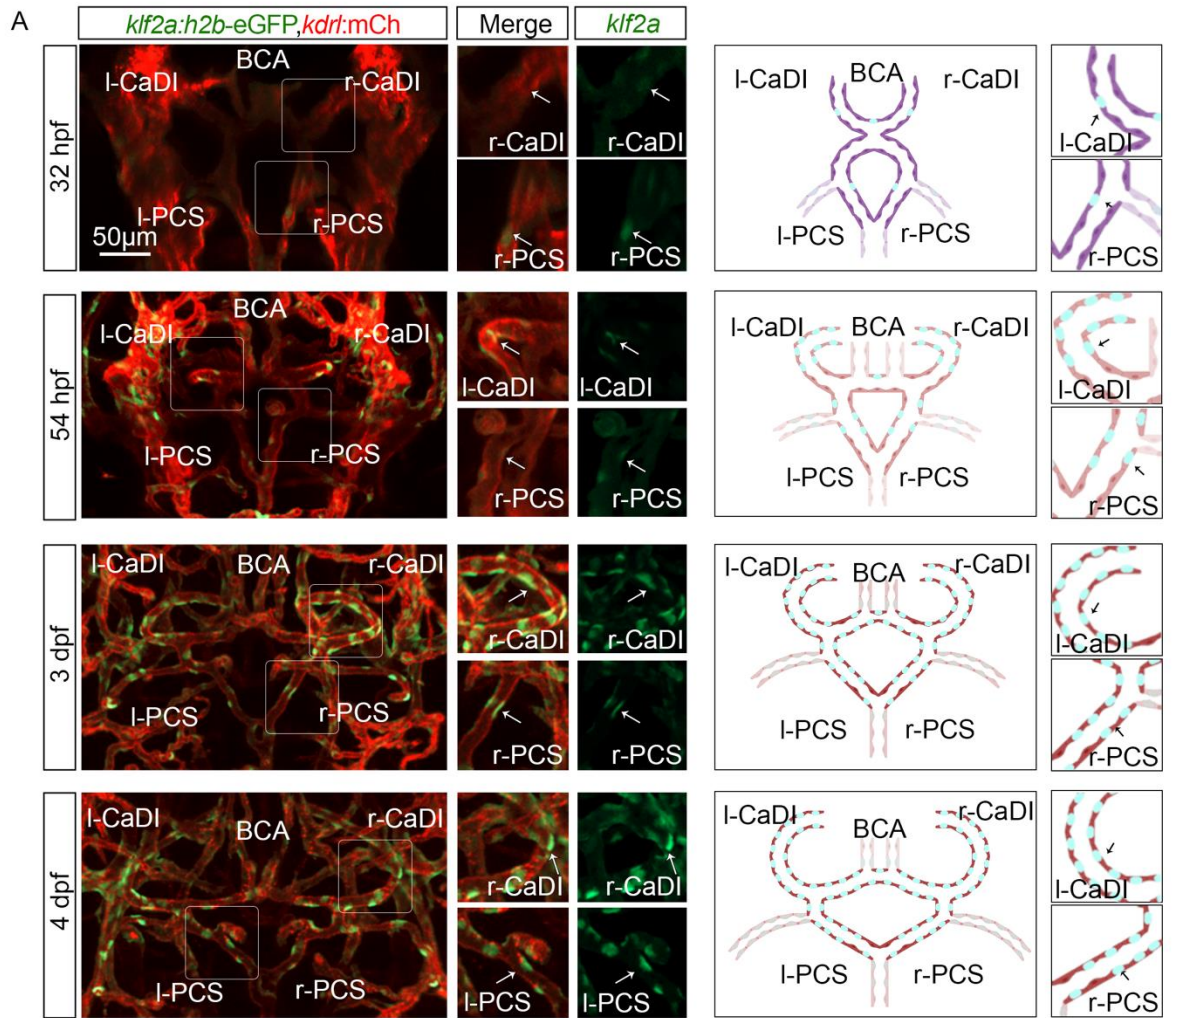 A
klf2a:h2b-eGFP,kdrl:mCh
Merge
klf2a
32 hpf
l-CaDI
BCA
r-CaDI
l-PCS
r-PCS
50μm
r-CaDI
r-CaDI
r-PCS
r-PCS
l-CaDI
BCA
r-CaDI
l-PCS
r-PCS
l-CaDI
r-PCS
54 hpf
BCA
l-CaDI
r-CaDI
l-PCS
r-PCS
l-CaDI
l-CaDI
r-PCS
r-PCS
l-CaDI
BCA
r-CaDI
l-PCS
r-PCS
l-CaDI
r-PCS
3 dpf
l-CaDI
BCA
r-CaDI
l-PCS
r-PCS
r-CaDI
r-CaDI
r-PCS
r-PCS
l-CaDI
BCA
r-CaDI
l-PCS
r-PCS
l-CaDI
r-PCS
4 dpf
l-CaDI
BCA
r-CaDI
l-PCS
r-PCS
r-CaDI
r-CaDI
l-PCS
l-PCS
l-CaDI
BCA
r-CaDI
l-PCS
r-PCS
l-CaDI
r-PCS